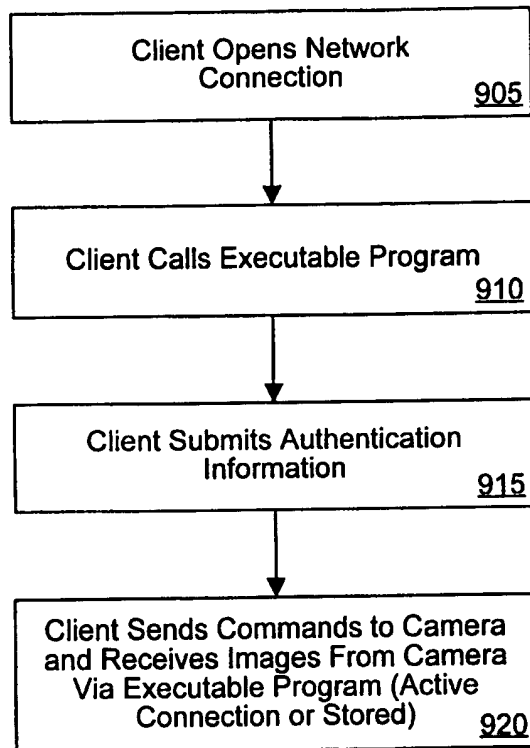 Client Opens Network
Connection
905
Client Calls Executable Program
910
Client Submits Authentication
Information
915
Client Sends Commands to Camera
and Receives Images From Camera
Via Executable Program (Active
Connection or Stored)
920